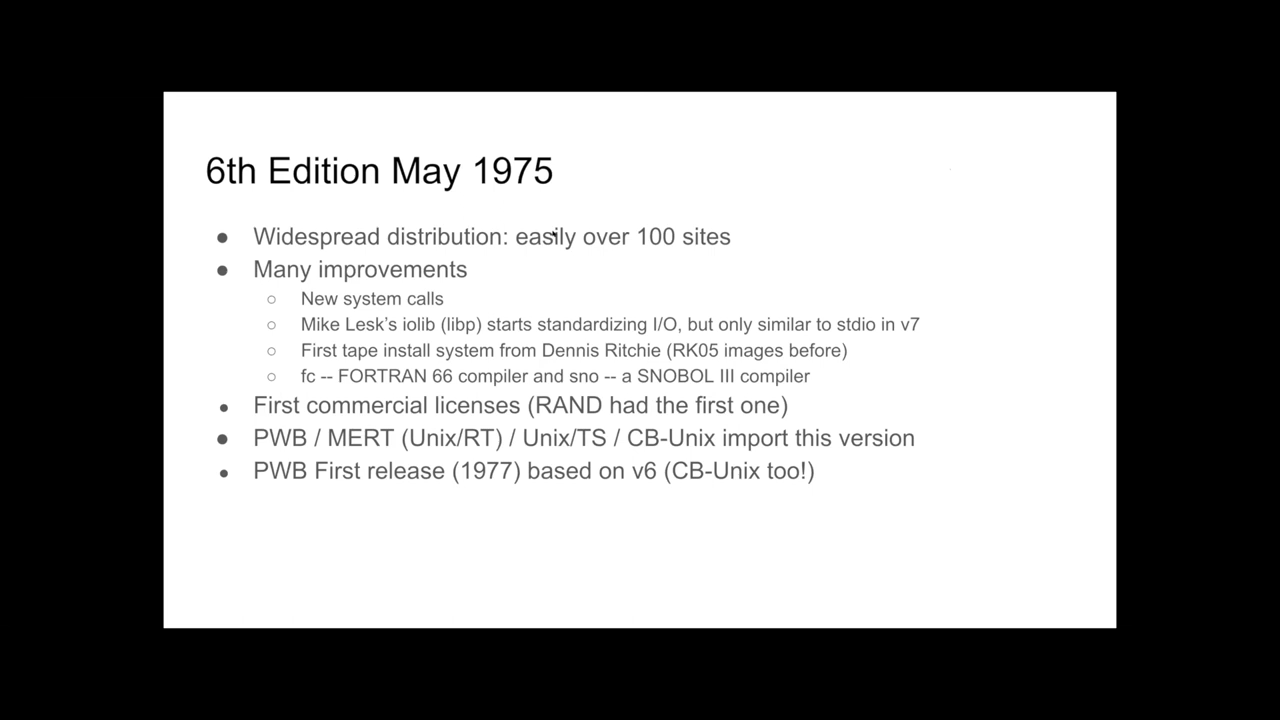 6th Edition May 1975
● Widespread distribution: easily over 100 sites
● Many improvements
○ New system calls
○ Mike Lesk’s iolib (libp) starts standardizing I/O, but only similar to stdio in v7
○ First tape install system from Dennis Ritchie (RK05 images before)
○ fc -- FORTRAN 66 compiler and sno -- a SNOBOL III compiler
● First commercial licenses (RAND had the first one)
● PWB / MERT (Unix/RT) / Unix/TS / CB-Unix import this version
● PWB First release (1977) based on v6 (CB-Unix too!)